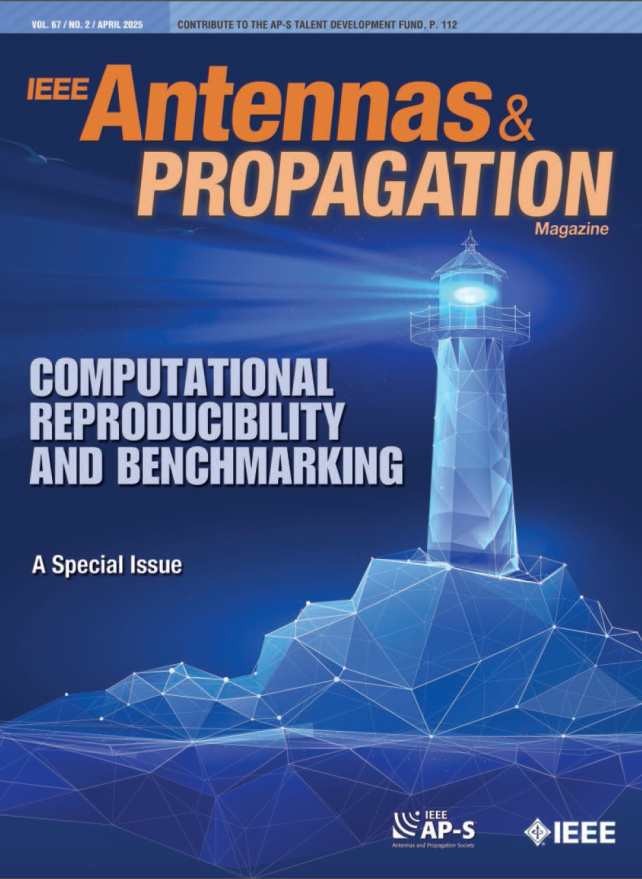 VOL. 67 / NO. 2 / APRIL 2025
CONTRIBUTE TO THE AP-S TALENT DEVELOPMENT FUND, P. 112
IEEE Antennas &
PROPAGATION
Magazine
COMPUTATIONAL
REPRODUCIBILITY
AND BENCHMARKING
A Special Issue
IEEE
AP-S
Antennas and Propagation Society
IEEE